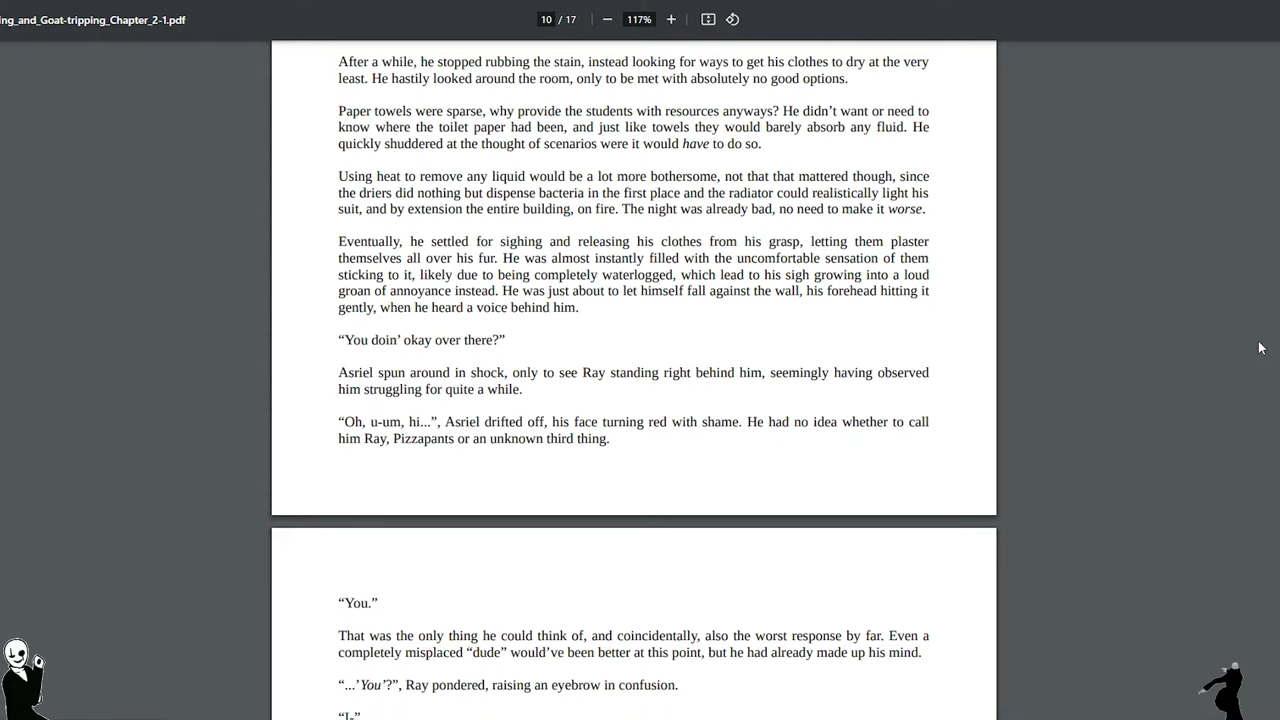 ing_and_Goat-tripping_Chapter_2-1.pdf
10 / 17
117%
After a while, he stopped rubbing the stain, instead looking for ways to get his clothes to dry at the very
least. He hastily looked around the room, only to be met with absolutely no good options.
Paper towels were sparse, why provide the students with resources anyways? He didn’t want or need to
know where the toilet paper had been, and just like towels they would barely absorb any fluid. He
quickly shuddered at the thought of scenarios were it would have to do so.
Using heat to remove any liquid would be a lot more bothersome, not that that mattered though, since
the driers did nothing but dispense bacteria in the first place and the radiator could realistically light his
suit, and by extension the entire building, on fire. The night was already bad, no need to make it worse.
Eventually, he settled for sighing and releasing his clothes from his grasp, letting them plaster
themselves all over his fur. He was almost instantly filled with the uncomfortable sensation of them
sticking to it, likely due to being completely waterlogged, which lead to his sigh growing into a loud
groan of annoyance instead. He was just about to let himself fall against the wall, his forehead hitting it
gently, when he heard a voice behind him.
“You doin’ okay over there?”
Asriel spun around in shock, only to see Ray standing right behind him, seemingly having observed
him struggling for quite a while.
“Oh, u-um, hi...”, Asriel drifted off, his face turning red with shame. He had no idea whether to call
him Ray, Pizzapants or an unknown third thing.
“You.”
That was the only thing he could think of, and coincidentally, also the worst response by far. Even a
completely misplaced “dude” would’ve been better at this point, but he had already made up his mind.
“...’You’?”, Ray pondered, raising an eyebrow in confusion.
“I-”